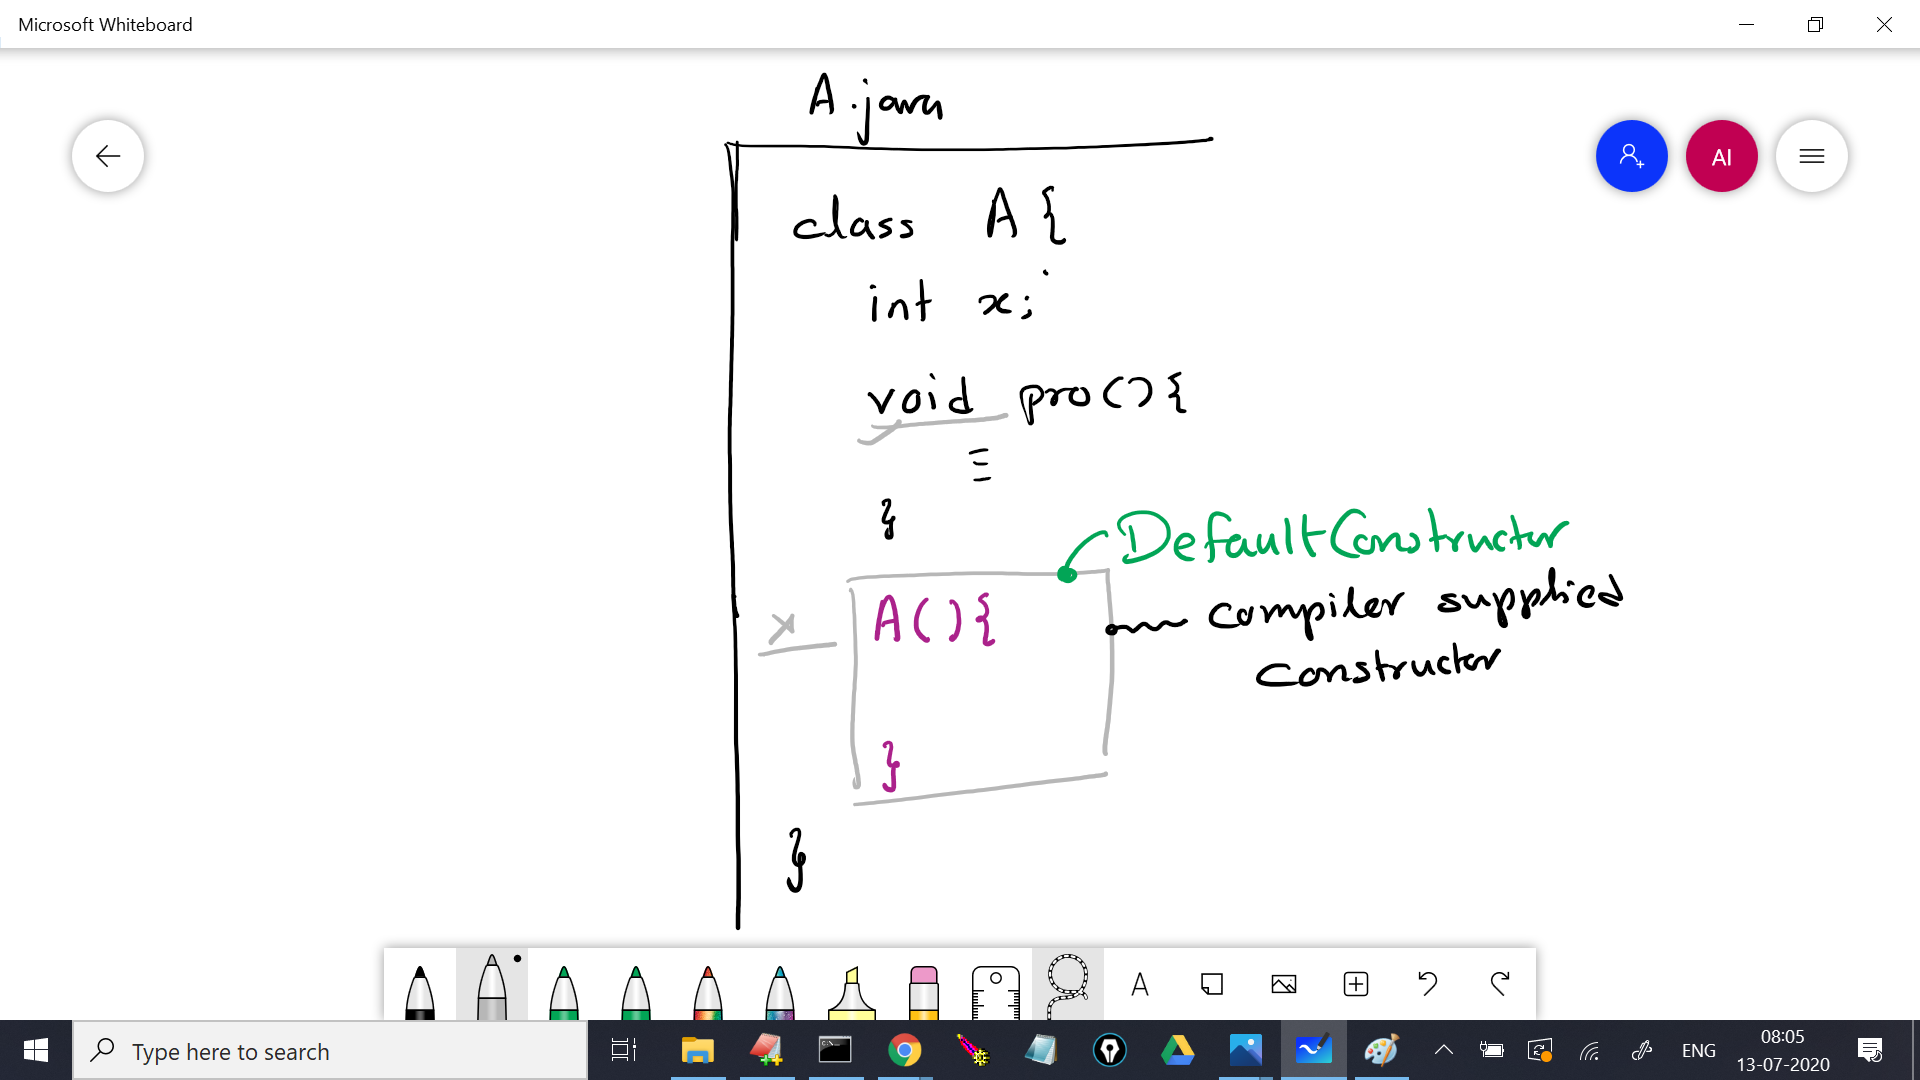 Microsoft Whiteboard
A.java
AI
class A {
int x;
void pro() {
}
Default Constructor
A() {
compiler supplied
constructor
}
}
A
Type here to search
ENG
08:05
13-07-2020